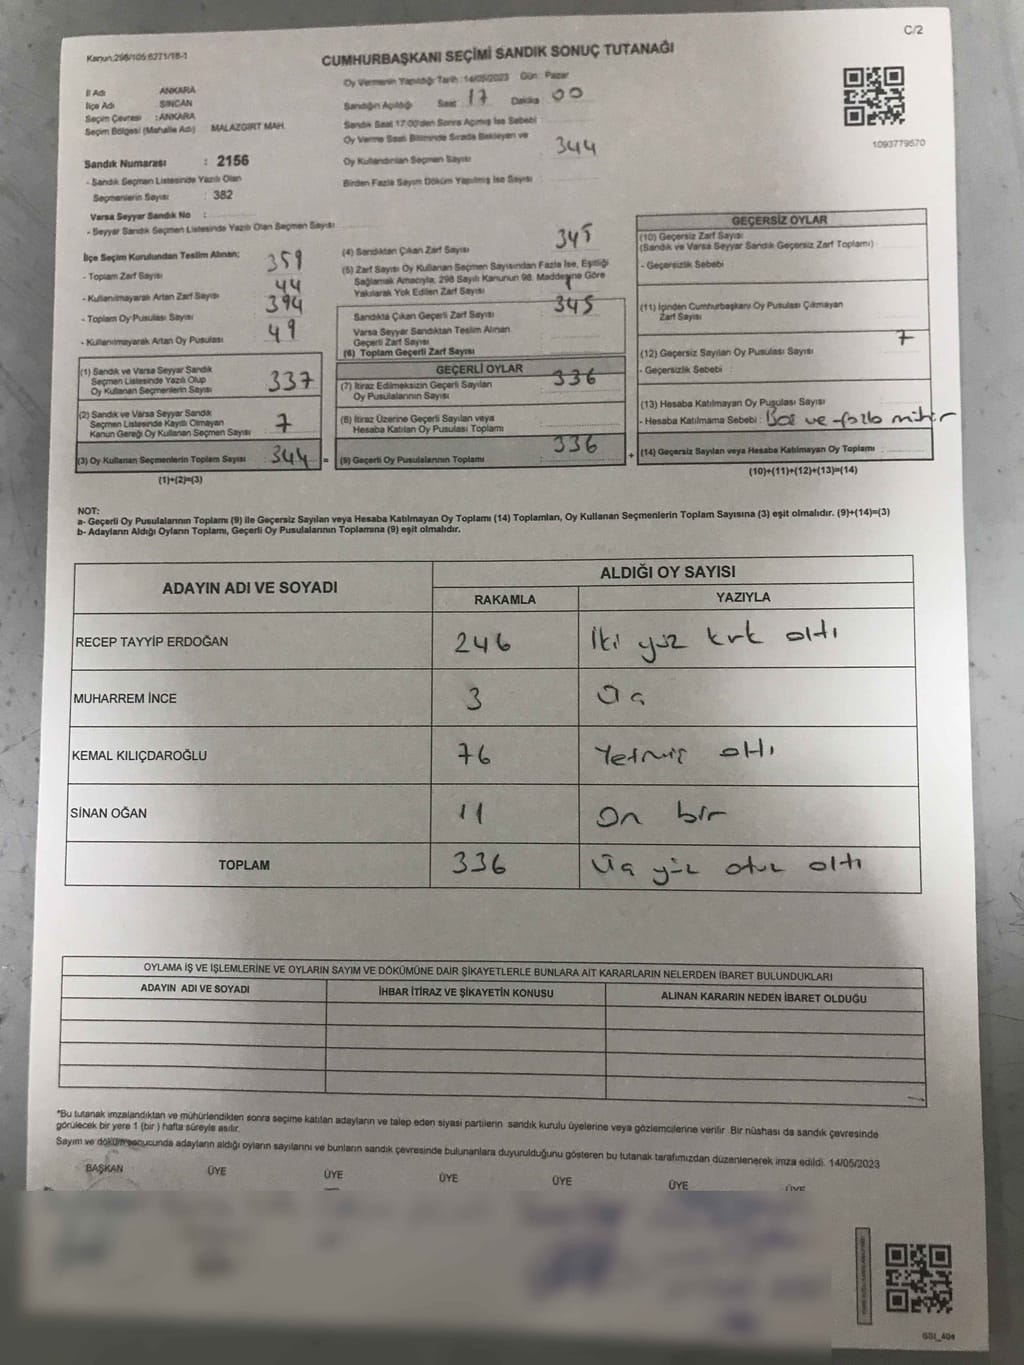 C/2
Kanun:298/105 6271/18-1
CUMHURBAŞKANI SEÇİMİ SANDIK SONUÇ TUTANAĞI
İl Adı ANKARA
İlçe Adı SİNCAN
Seçim Çevresi : ANKARA
Seçim Bölgesi (Mahalle Adı) : MALAZGİRT MAH.
Sandık Numarası : 2156
- Sandık Seçmen Listesinde Yazılı Olan
Seçmenlerin Sayısı : 382
Varsa Seyyar Sandık No :
- Seyyar Sandık Seçmen Listesinde Yazılı Olan Seçmen Sayısı
Oy Vermenin Yapıldığı Tarih : 14/05/2023 Gün : Pazar
Sandığın Açıldığı Saat 17 Dakika 00
Sandık Saat 17:00'den Sonra Açılmış İse Sebebi :
Oy Verme Saati Bitiminde Sırada Bekleyen ve
Oy Kullandırılan Seçmen Sayısı 344
Birden Fazla Sayım Döküm Yapılmış İse Sayısı
1093779570
İlçe Seçim Kurulundan Teslim Alınan;
- Toplam Zarf Sayısı 359
- Kullanılmayarak Artan Zarf Sayısı 44
- Toplam Oy Pusulası Sayısı 394
- Kullanılmayarak Artan Oy Pusulası 49
(1) Sandık ve Varsa Seyyar Sandık
Seçmen Listesinde Yazılı Olup
Oy Kullanan Seçmenlerin Sayısı 337
(2) Sandık ve Varsa Seyyar Sandık
Seçmen Listesinde Kayıtlı Olmayan
Kanun Gereği Oy Kullanan Seçmen Sayısı 7
(3) Oy Kullanan Seçmenlerin Toplam Sayısı 344 =
(1)+(2)=(3)
(4) Sandıktan Çıkan Zarf Sayısı 345
(5) Zarf Sayısı Oy Kullanan Seçmen Sayısından Fazla İse, Eşitliği
Sağlamak Amacıyla, 298 Sayılı Kanunun 98. Maddesine Göre
Yakılarak Yok Edilen Zarf Sayısı
Sandıkta Çıkan Geçerli Zarf Sayısı 345
Varsa Seyyar Sandıktan Teslim Alınan
Geçerli Zarf Sayısı
(6) Toplam Geçerli Zarf Sayısı
GEÇERLİ OYLAR
(7) İtiraz Edilmeksizin Geçerli Sayılan
Oy Pusulasının Sayısı 336
(8) İtiraz Üzerine Geçerli Sayılan veya
Hesaba Katılan Oy Pusulası Toplamı
(9) Geçerli Oy Pusulalarının Toplamı 336 +
GEÇERSİZ OYLAR
(10) Geçersiz Zarf Sayısı
(Sandık ve Varsa Seyyar Sandık Geçersiz Zarf Toplamı)
- Geçersizlik Sebebi
(11) İçinden Cumhurbaşkanı Oy Pusulası Çıkmayan
Zarf Sayısı
(12) Geçersiz Sayılan Oy Pusulası Sayısı 7
- Geçersizlik Sebebi :
(13) Hesaba Katılmayan Oy Pusulası Sayısı
- Hesaba Katılmama Sebebi : Boş ve fazla mühür
(14) Geçersiz Sayılan veya Hesaba Katılmayan Oy Toplamı
(10)+(11)+(12)+(13)=(14)
NOT:
a- Geçerli Oy Pusulalarının Toplamı (9) ile Geçersiz Sayılan veya Hesaba Katılmayan Oy Toplamı (14) Toplamları, Oy Kullanan Seçmenlerin Toplam Sayısına (3) eşit olmalıdır. (9)+(14)=(3)
b- Adayların Aldığı Oyların Toplamı, Geçerli Oy Pusulalarının Toplamına (9) eşit olmalıdır.
ADAYIN ADI VE SOYADI ALDIĞI OY SAYISI
RAKAMLA YAZIYLA
RECEP TAYYİP ERDOĞAN 246 İki yüz kırk altı
MUHARREM İNCE 3 Üç
KEMAL KILIÇDAROĞLU 76 Yetmiş altı
SİNAN OĞAN 11 On bir
TOPLAM 336 Üç yüz otuz altı
OYLAMA İŞ VE İŞLEMLERİNE VE OYLARIN SAYIM VE DÖKÜMÜNE DAİR ŞİKAYETLERLE BUNLARA AİT KARARLARIN NELERDEN İBARET BULUNDUKLARI
ADAYIN ADI VE SOYADI İHBAR İTİRAZ VE ŞİKAYETİN KONUSU ALINAN KARARIN NEDEN İBARET OLDUĞU
*Bu tutanak imzalandıktan ve mühürlendikten sonra seçime katılan adayların ve talep eden siyasi partilerin sandık kurulu üyelerine veya gözlemcilerine verilir. Bir nüshası da sandık çevresinde
görülecek bir yere 1 (bir) hafta süreyle asılır.
Sayım ve döküm sonucunda adayların aldığı oyların sayılarını ve bunların sandık çevresinde bulunanlara duyurulduğunu gösteren bu tutanak tarafımızdan düzenlenerek imza edildi. 14/05/2023
BAŞKAN ÜYE ÜYE ÜYE ÜYE ÜYE ÜYE